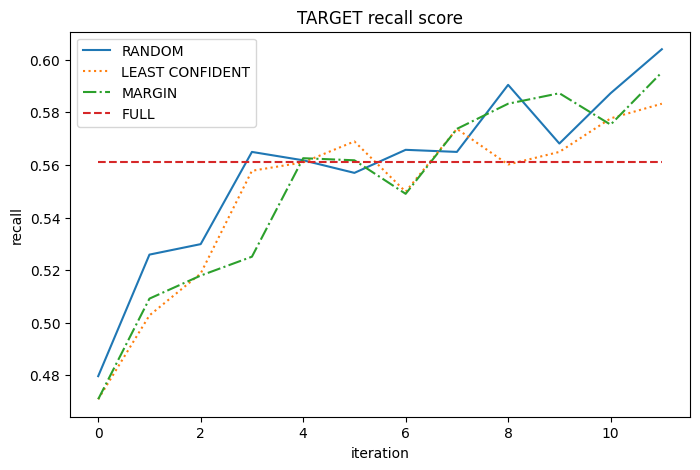 TARGET recall score
RANDOM
LEAST CONFIDENT
MARGIN
FULL
0.60
0.58
0.56
0.54
0.52
0.50
0.48
recall
0 2 4 6 8 10
iteration